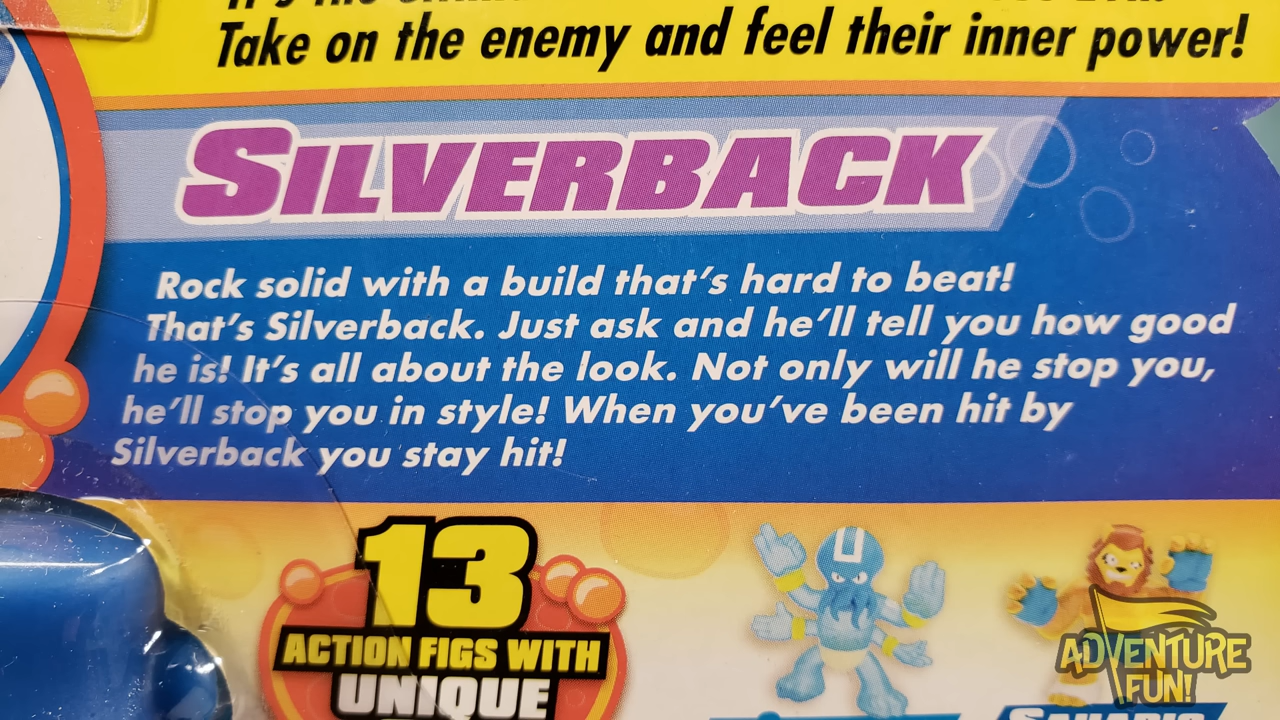 Take on the enemy and feel their inner power!
SILVERBACK
Rock solid with a build that's hard to beat!
That's Silverback. Just ask and he'll tell you how good
he is! It's all about the look. Not only will he stop you,
he'll stop you in style! When you've been hit by
Silverback you stay hit!
13
ACTION FIGS WITH
UNIQUE
ADVENTURE
FUN!